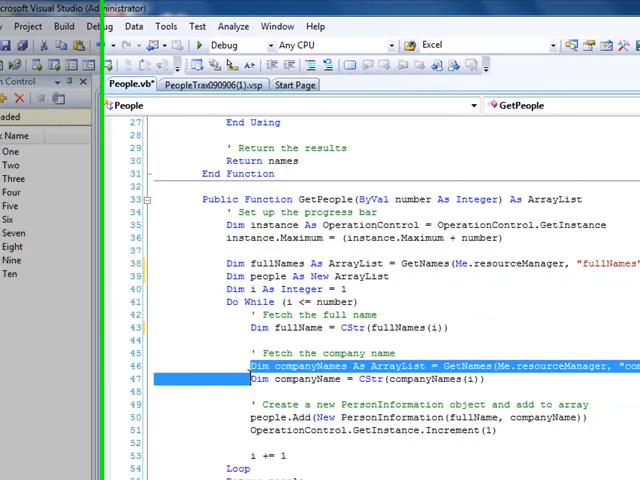 Microsoft Visual Studio (Administrator)
Project Build Debug Data Tools Test Analyze Window Help
Debug Any CPU Excel
n Control
People.vb* PeopleTrax090906(1).vsp Start Page
People GetPeople
oaded
x Name
One
Two
Three
Four
Five
Six
Seven
Eight
Nine
Ten
27 End Using
28
29 ' Return the results
30 Return names
31 End Function
32
33 Public Function GetPeople(ByVal number As Integer) As ArrayList
34 ' Set up the progress bar
35 Dim instance As OperationControl = OperationControl.GetInstance
36 instance.Maximum = (instance.Maximum + number)
37
38 Dim fullNames As ArrayList = GetNames(Me.resourceManager, "fullNames"
39 Dim people As New ArrayList
40 Dim i As Integer = 1
41 Do While (i <= number)
42 ' Fetch the full name
43 Dim fullName = CStr(fullNames(i))
44
45 ' Fetch the company name
46 Dim companyNames As ArrayList = GetNames(Me.resourceManager, "com
47 Dim companyName = CStr(companyNames(i))
48
49 ' Create a new PersonInformation object and add to array
50 people.Add(New PersonInformation(fullName, companyName))
51 OperationControl.GetInstance.Increment(1)
52
53 i += 1
54 Loop